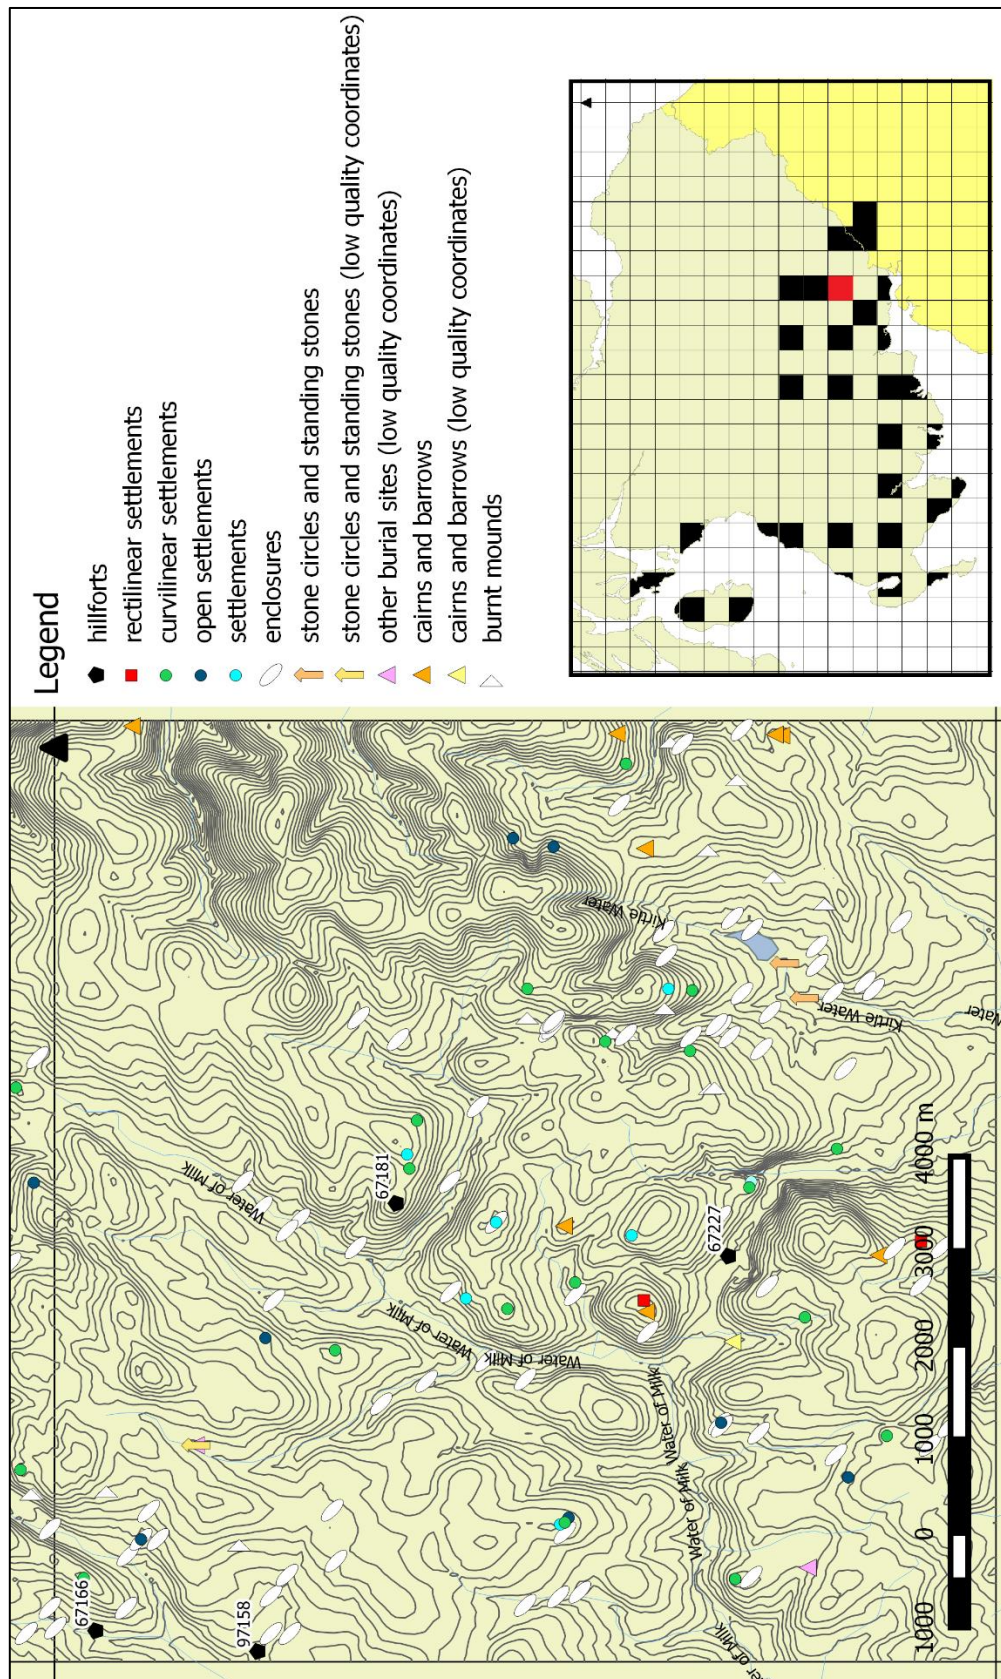 Legend
hillforts
rectilinear settlements
curvilinear settlements
open settlements
settlements
enclosures
stone circles and standing stones
stone circles and standing stones (low quality coordinates)
other burial sites (low quality coordinates)
cairns and barrows
cairns and barrows (low quality coordinates)
burnt mounds
67166
97158
67181
67227
Water of Milk
Water of Milk
Water of Milk
Water of Milk
Water of Milk
of Milk
Kirtle Water
Kirtle Water
Water
1000 0 1000 2000 3000 4000 m